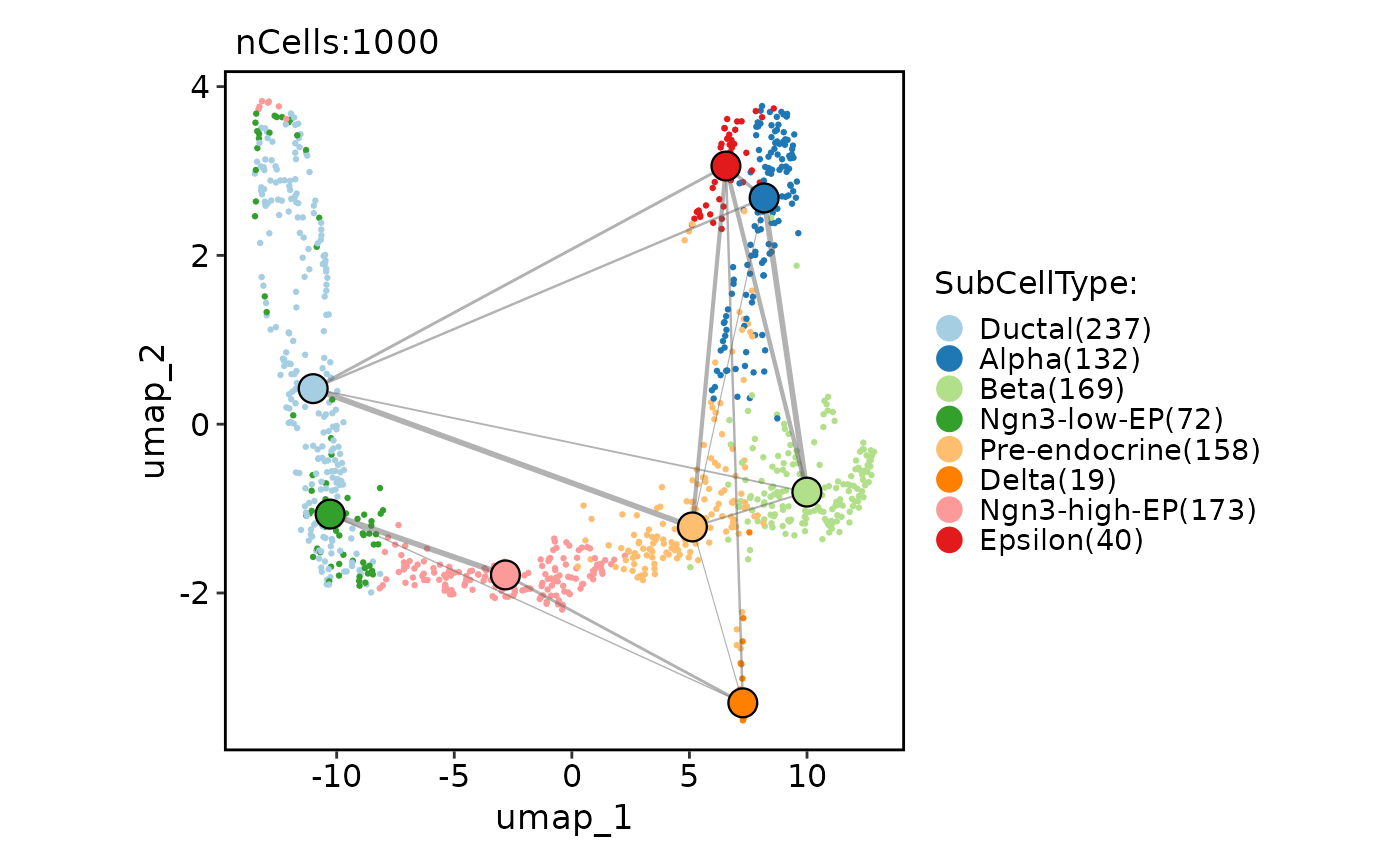 nCells:1000
4
2
0
-2
umap_2
-10
-5
0
5
10
umap_1
SubCellType:
Ductal(237)
Alpha(132)
Beta(169)
Ngn3-low-EP(72)
Pre-endocrine(158)
Delta(19)
Ngn3-high-EP(173)
Epsilon(40)